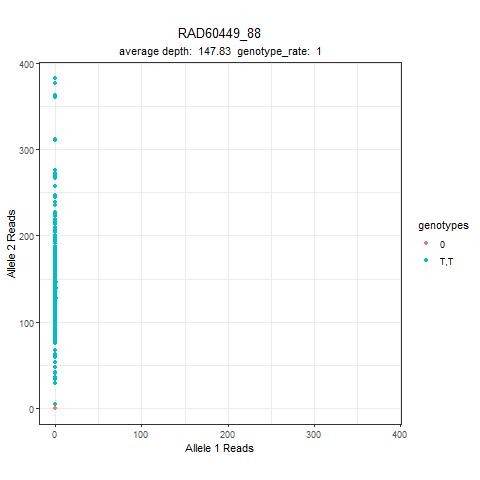 RAD60449_88
average depth:  147.83  genotype_rate:  1
400
300
200
100
0
Allele 2 Reads
0 100 200 300 400
Allele 1 Reads
genotypes
0
T,T